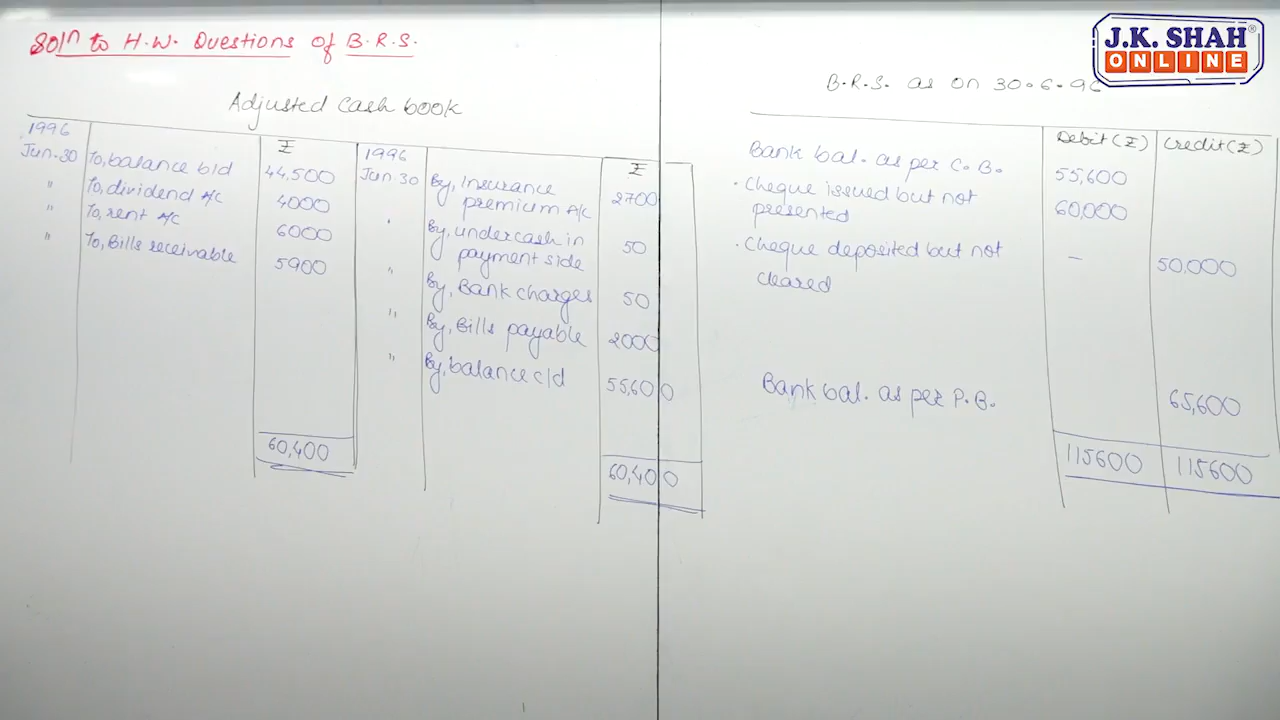 Sol^n to H.W. Questions of B.R.S.
J.K. SHAH®
ONLINE
Adjusted Cash book
1996 ₹ 1996 ₹
Jun.30 To, balance b/d 44,500 Jun.30 By, Insurance
premium A/c 2700
" To, dividend A/c 4000
" To, rent A/c 6000 " By, undercash in
payment side 50
" To, Bills receivable 5900 " By, Bank charges 50
" By, Bills payable 2000
" By, balance c/d 55,600
60,400 60,400
B.R.S. as on 30.6.96
Debit (₹) Credit (₹)
Bank bal. as per C.B. 55,600
· Cheque issued but not
presented 60,000
· Cheque deposited but not
cleared – 50,000
Bank bal. as per P.B. 65,600
115600 115600